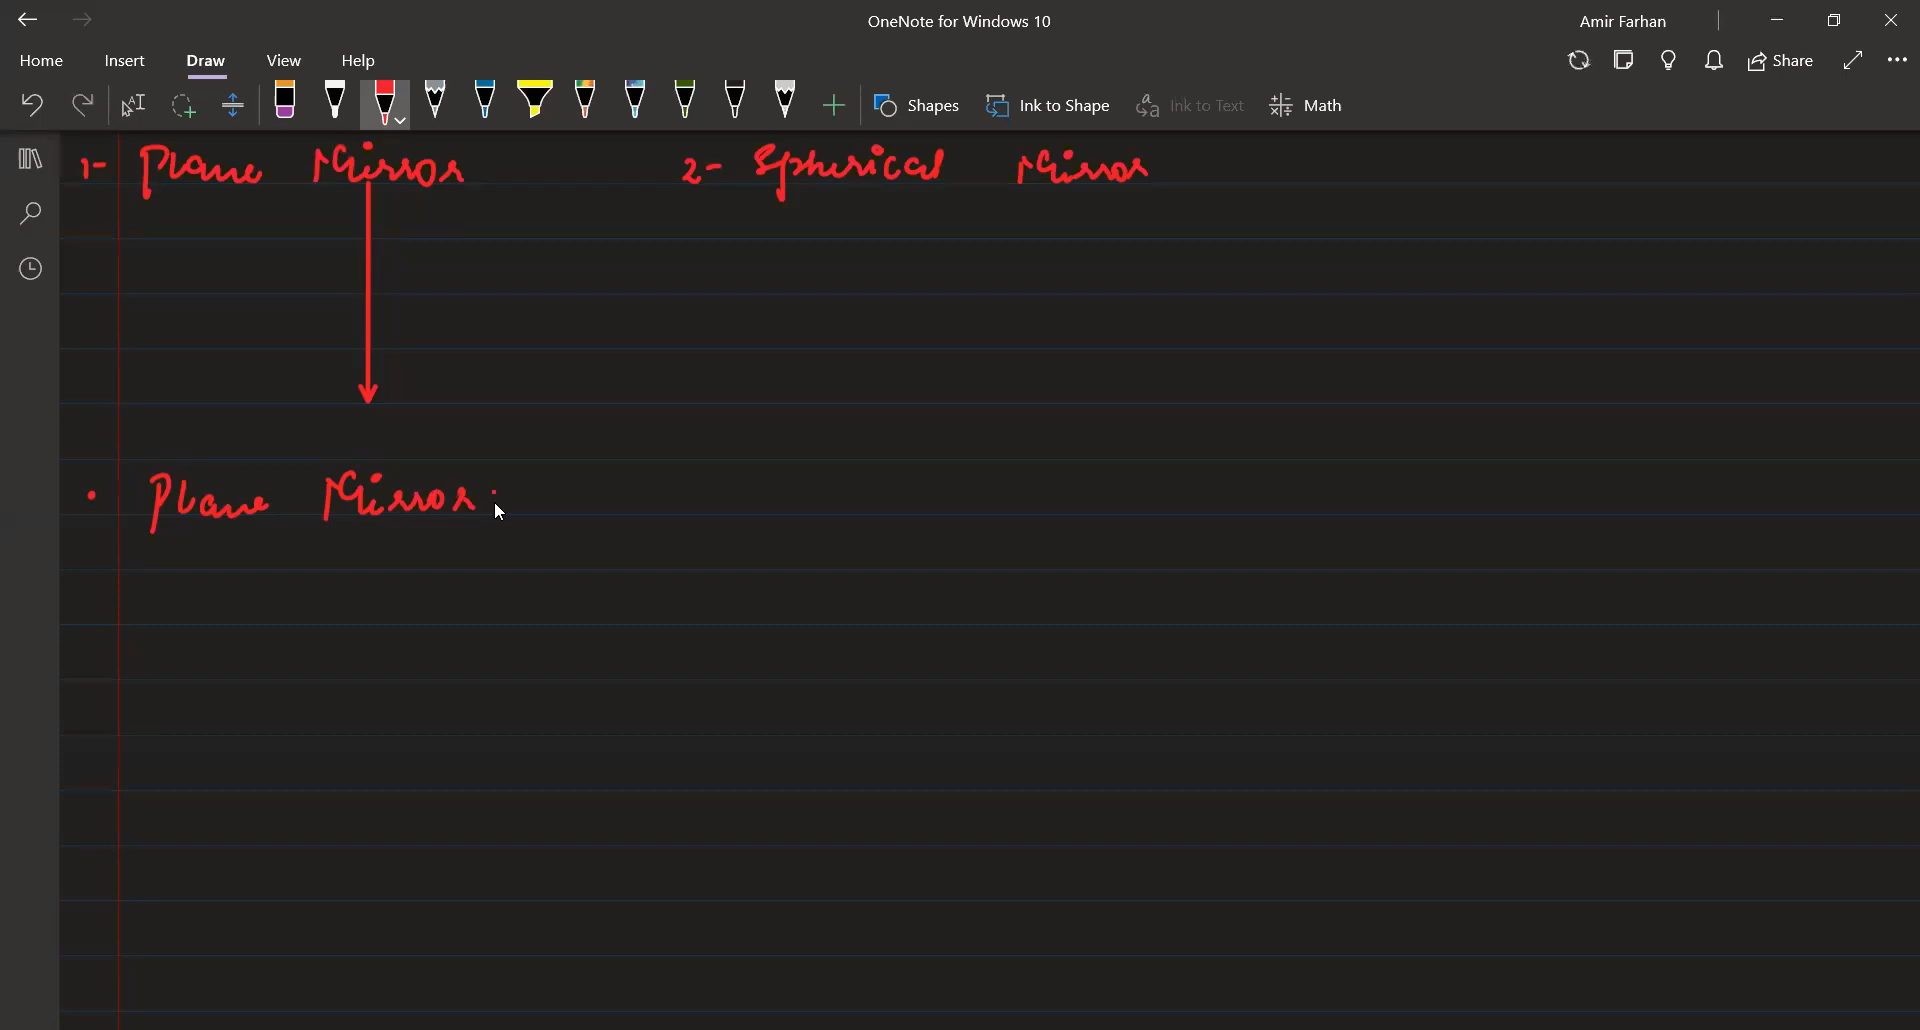 OneNote for Windows 10
Amir Farhan
Home Insert Draw View Help
Share
Shapes Ink to Shape Ink to Text Math
1- Plane Mirror 2- Spherical Mirror
• Plane Mirror :